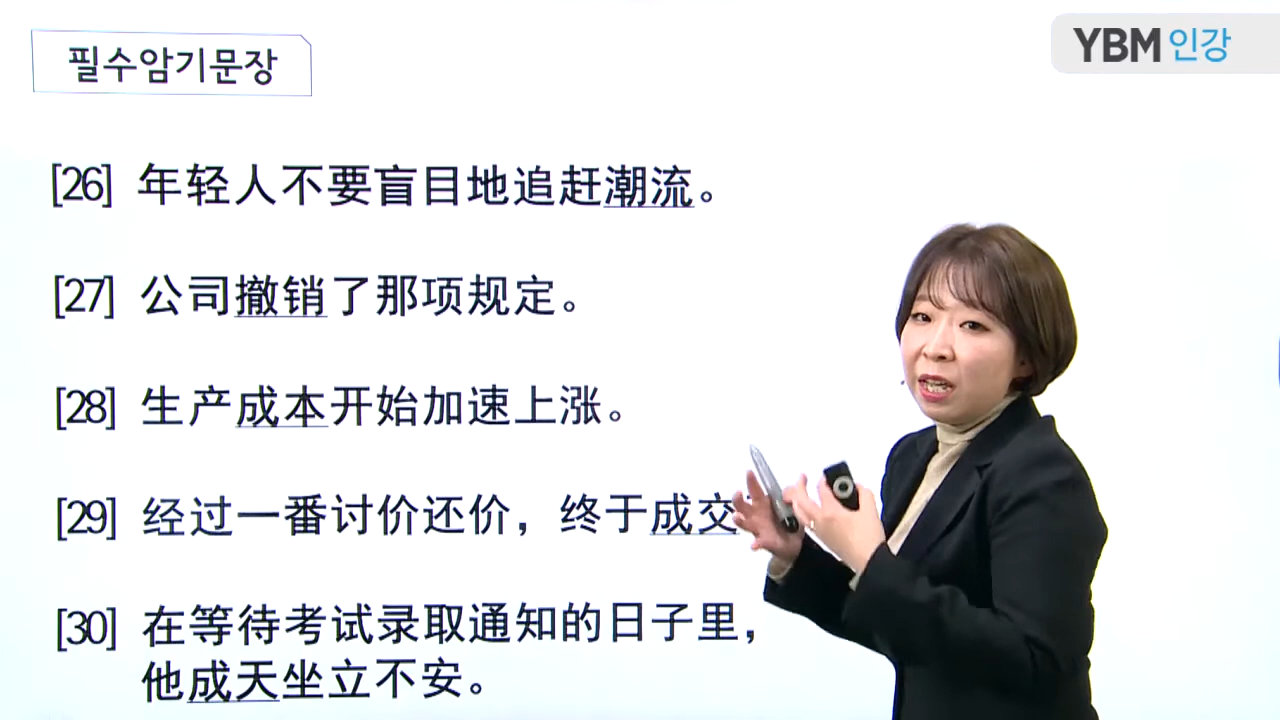 필수암기문장
YBM 인강
[26] 年轻人不要盲目地追赶潮流。
[27] 公司撤销了那项规定。
[28] 生产成本开始加速上涨。
[29] 经过一番讨价还价，终于成交
[30] 在等待考试录取通知的日子里，
他成天坐立不安。